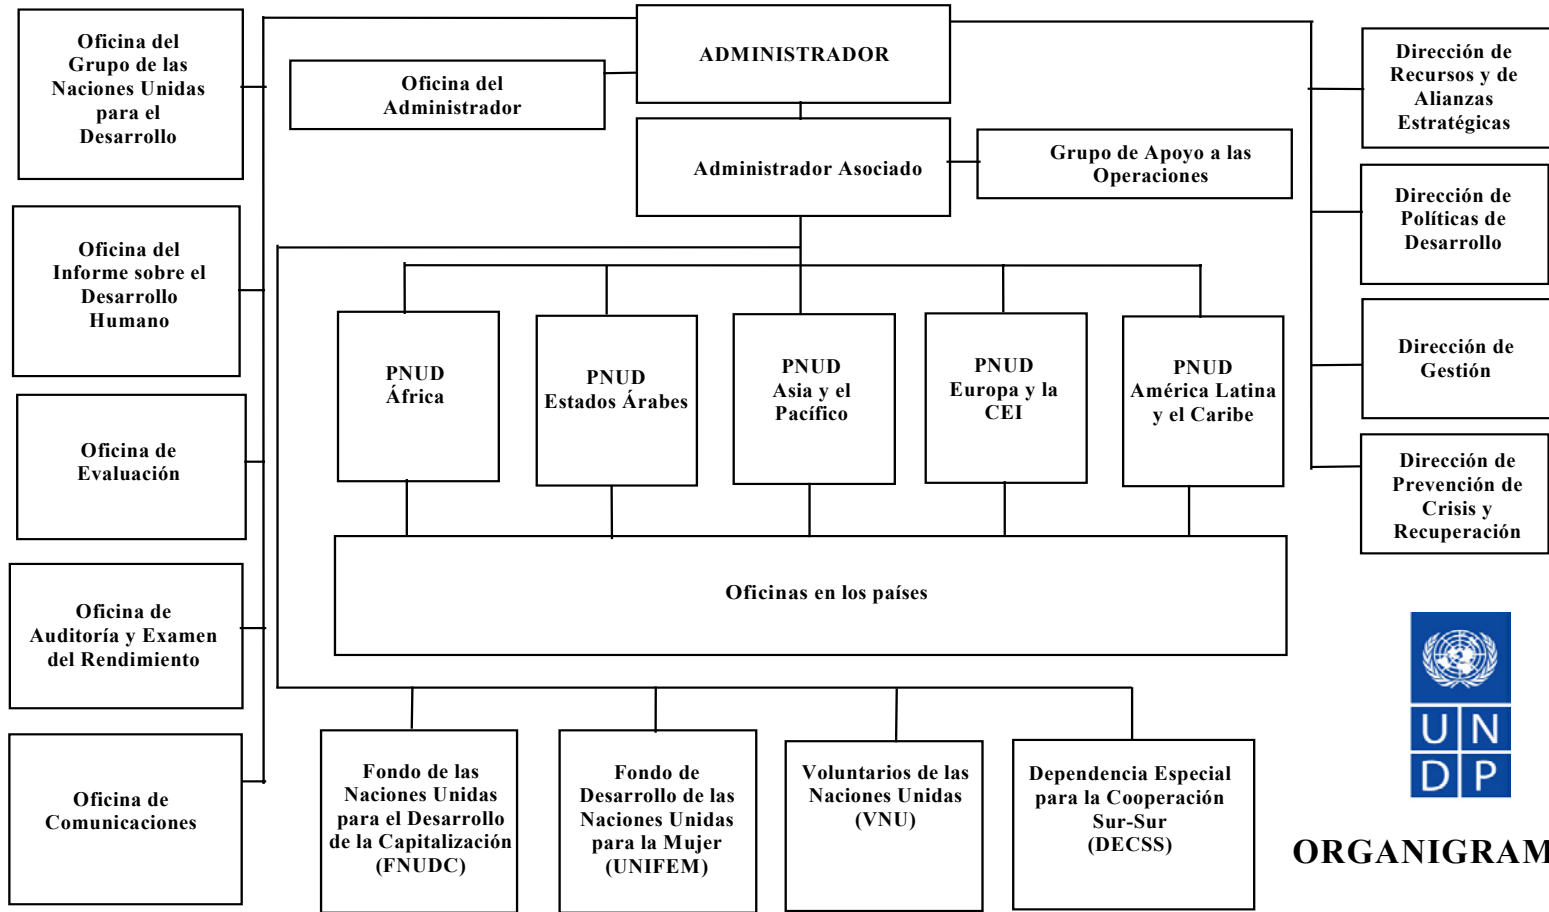 Oficina del
Grupo de las
Naciones Unidas
para el
Desarrollo
Oficina del
Administrador
ADMINISTRADOR
Administrador Asociado
Grupo de Apoyo a las
Operaciones
Dirección de
Recursos y de
Alianzas
Estratégicas
Oficina del
Informe sobre el
Desarrollo
Humano
Dirección de
Políticas de
Desarrollo
PNUD
África
PNUD
Estados Árabes
PNUD
Asia y el
Pacífico
PNUD
Europa y la
CEI
PNUD
América Latina
y el Caribe
Dirección de
Gestión
Oficina de
Evaluación
Dirección de
Prevención de
Crisis y
Recuperación
Oficinas en los países
Oficina de
Auditoría y Examen
del Rendimiento
Oficina de
Comunicaciones
Fondo de las
Naciones Unidas
para el Desarrollo
de la Capitalización
(FNUDC)
Fondo de
Desarrollo de las
Naciones Unidas
para la Mujer
(UNIFEM)
Voluntarios de las
Naciones Unidas
(VNU)
Dependencia Especial
para la Cooperación
Sur-Sur
(DECSS)
U N
D P
ORGANIGRAM